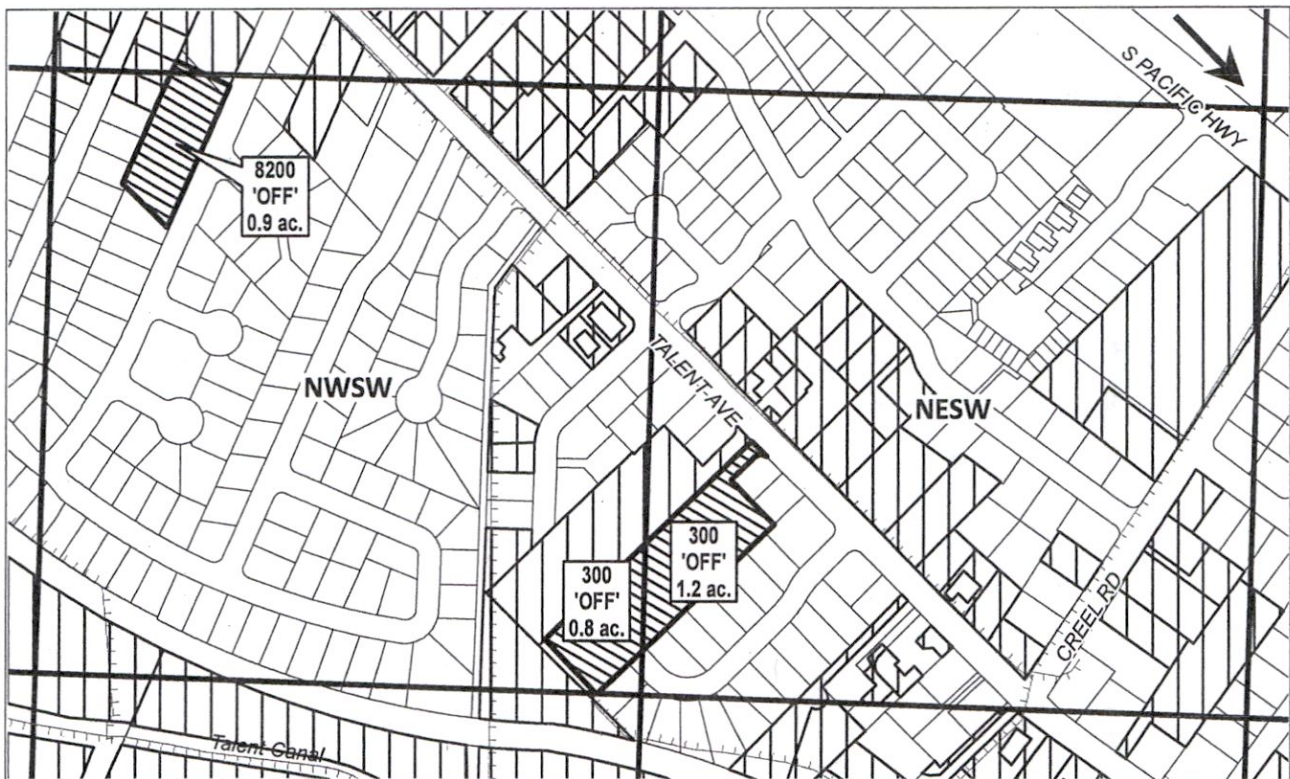 S PACIFIC HWY
8200
'OFF'
0.9 ac.
TALENT AVE
NWSW
NESW
300
'OFF'
1.2 ac.
300
'OFF'
0.8 ac.
CREEL RD
Talent Canal